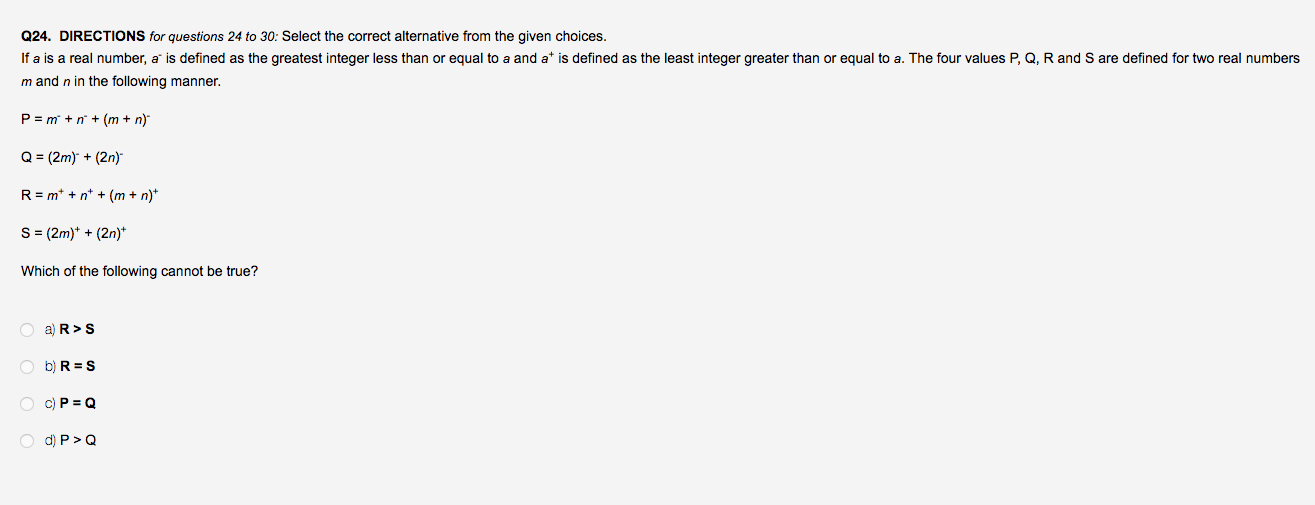 Q24. DIRECTIONS for questions 24 to 30: Select the correct alternative from the given choices.
If a is a real number, a⁻ is defined as the greatest integer less than or equal to a and a⁺ is defined as the least integer greater than or equal to a. The four values P, Q, R and S are defined for two real numbers
m and n in the following manner.
P = m⁻ + n⁻ + (m + n)⁻
Q = (2m)⁻ + (2n)⁻
R = m⁺ + n⁺ + (m + n)⁺
S = (2m)⁺ + (2n)⁺
Which of the following cannot be true?
a) R > S
b) R = S
c) P = Q
d) P > Q